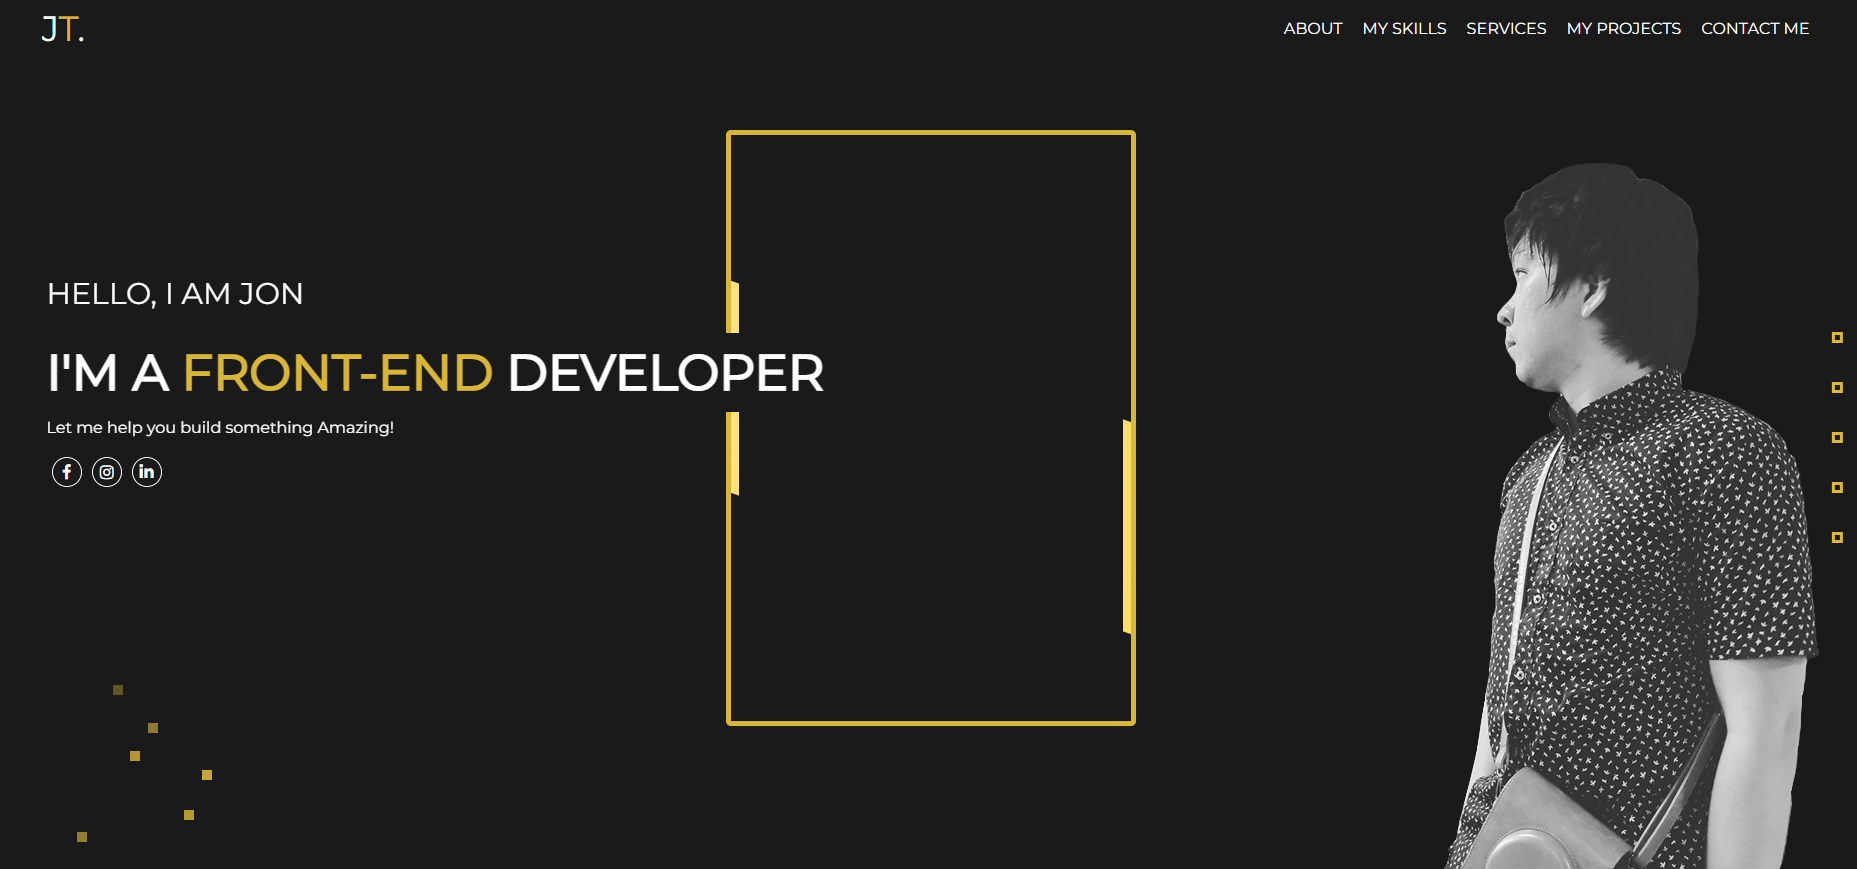 JT.
ABOUT MY SKILLS SERVICES MY PROJECTS CONTACT ME
HELLO, I AM JON
I'M A FRONT-END DEVELOPER
Let me help you build something Amazing!